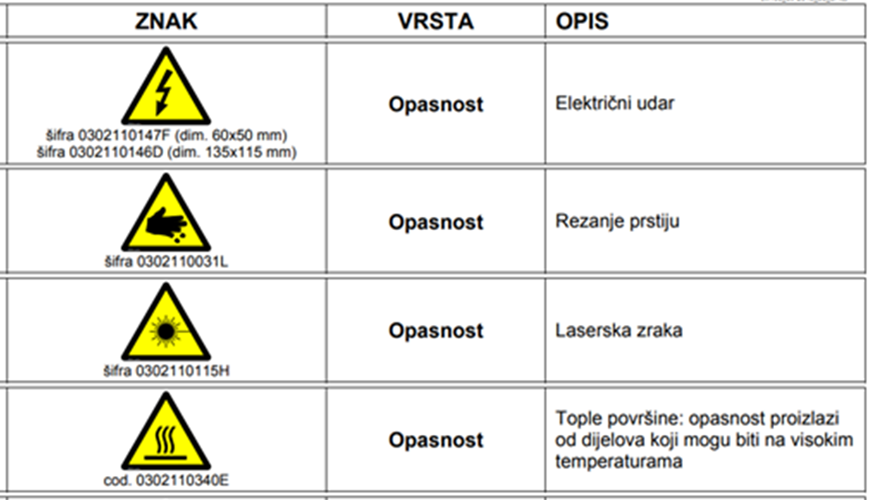 ZNAK VRSTA OPIS
šifra 0302110147F (dim. 60x50 mm)
šifra 0302110146D (dim. 135x115 mm)
Opasnost
Električni udar
šifra 0302110031L
Opasnost
Rezanje prstiju
šifra 0302110115H
Opasnost
Laserska zraka
cod. 0302110340E
Opasnost
Tople površine: opasnost proizlazi
od dijelova koji mogu biti na visokim
temperaturama